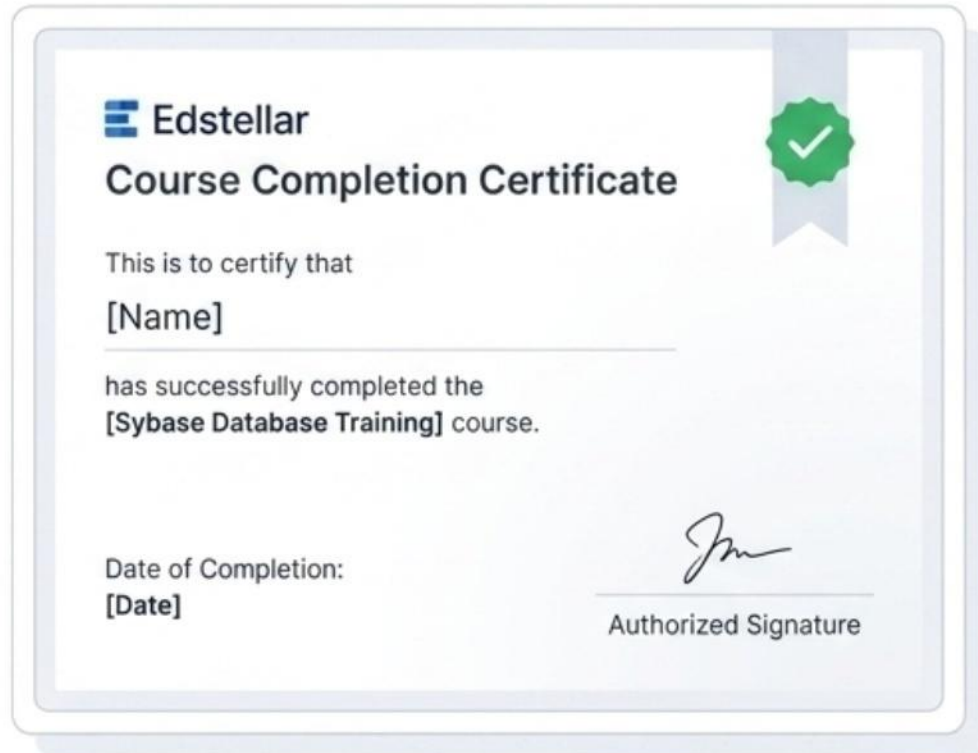 Edstellar
Course Completion Certificate
This is to certify that
[Name]
has successfully completed the
[Sybase Database Training] course.
Date of Completion:
[Date]
Authorized Signature